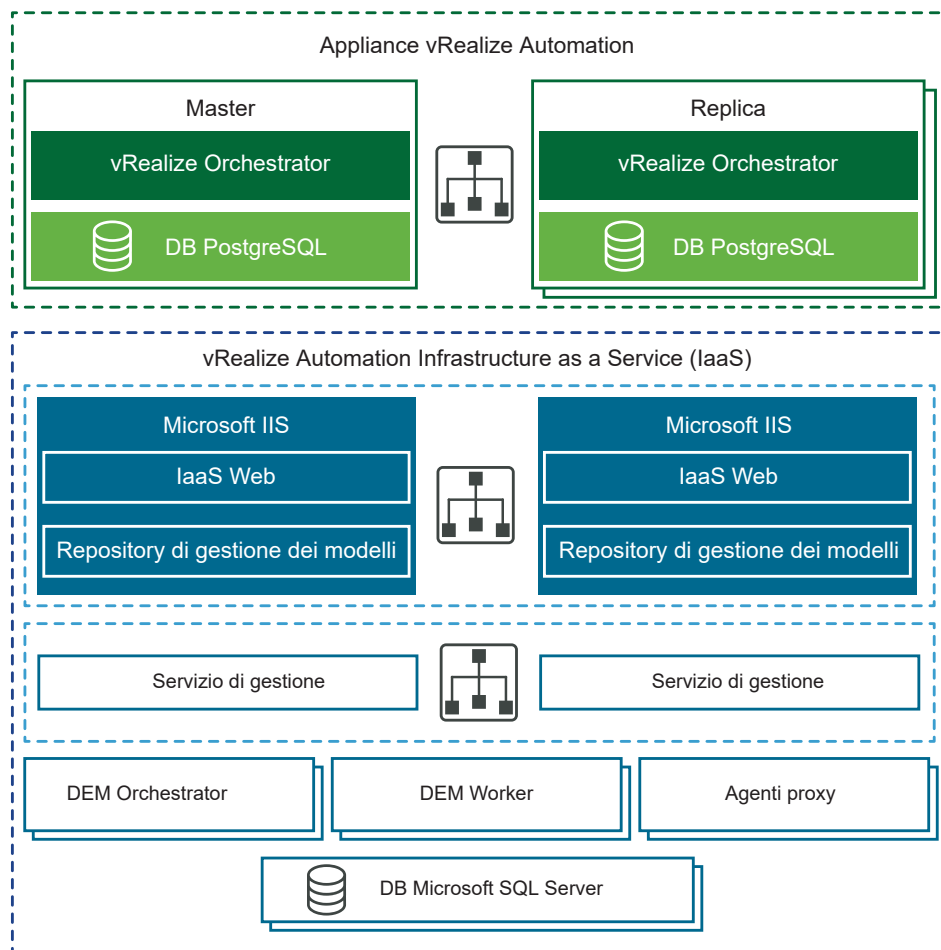 Appliance vRealize Automation
Master
vRealize Orchestrator
DB PostgreSQL
Replica
vRealize Orchestrator
DB PostgreSQL
vRealize Automation Infrastructure as a Service (IaaS)
Microsoft IIS
IaaS Web
Repository di gestione dei modelli
Microsoft IIS
IaaS Web
Repository di gestione dei modelli
Servizio di gestione
Servizio di gestione
DEM Orchestrator
DEM Worker
Agenti proxy
DB Microsoft SQL Server